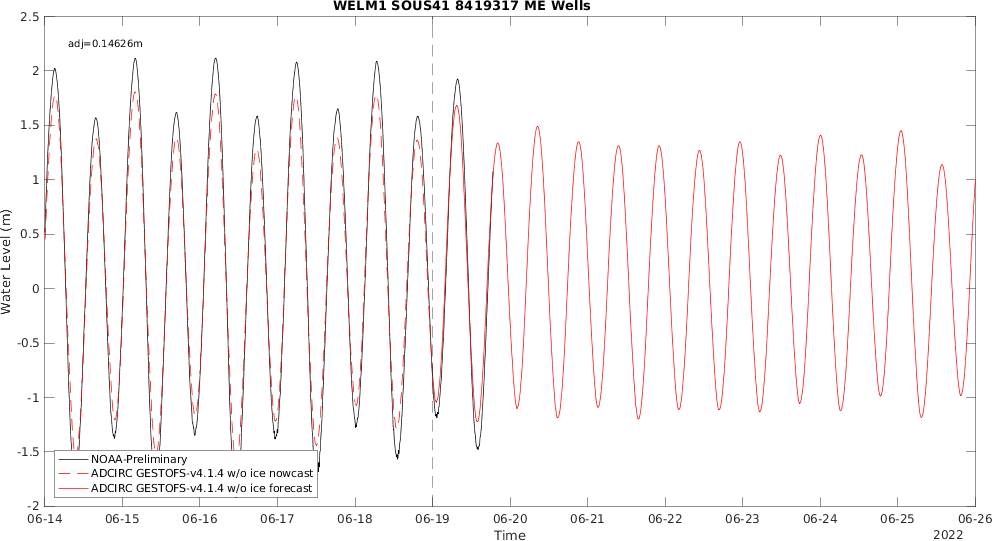 WELM1 SOUS41 8419317 ME Wells
adj=0.14626m
2.5
2
1.5
1
0.5
0
-0.5
-1
-1.5
-2
Water Level (m)
NOAA-Preliminary
ADCIRC GESTOFS-v4.1.4 w/o ice nowcast
ADCIRC GESTOFS-v4.1.4 w/o ice forecast
06-14 06-15 06-16 06-17 06-18 06-19 06-20 06-21 06-22 06-23 06-24 06-25 06-26
Time
2022